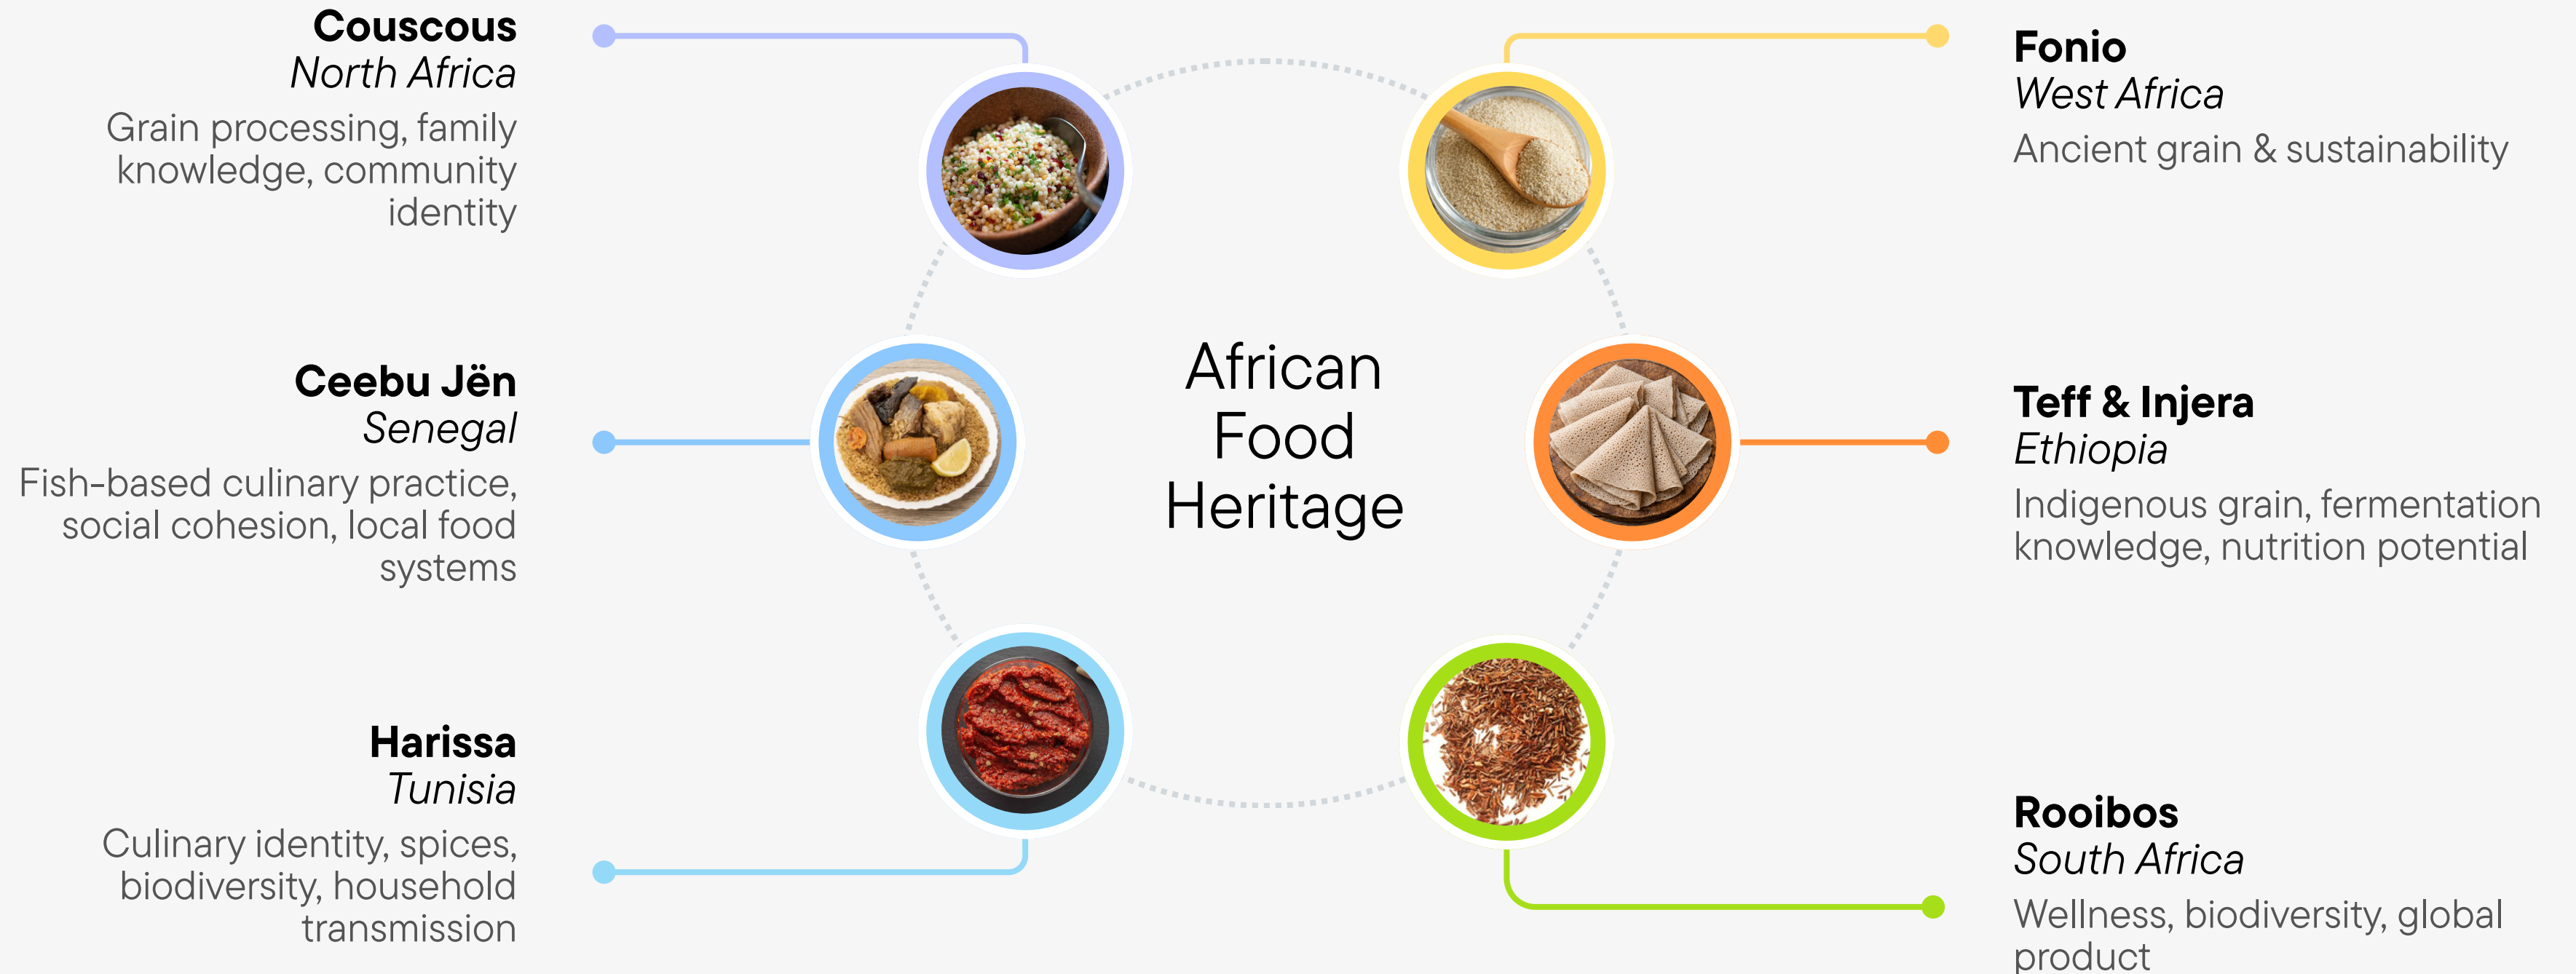 Couscous
North Africa
Grain processing, family
knowledge, community
identity
Ceebu Jën
Senegal
Fish-based culinary practice,
social cohesion, local food
systems
Harissa
Tunisia
Culinary identity, spices,
biodiversity, household
transmission
African
Food
Heritage
Fonio
West Africa
Ancient grain & sustainability
Teff & Injera
Ethiopia
Indigenous grain, fermentation
knowledge, nutrition potential
Rooibos
South Africa
Wellness, biodiversity, global
product